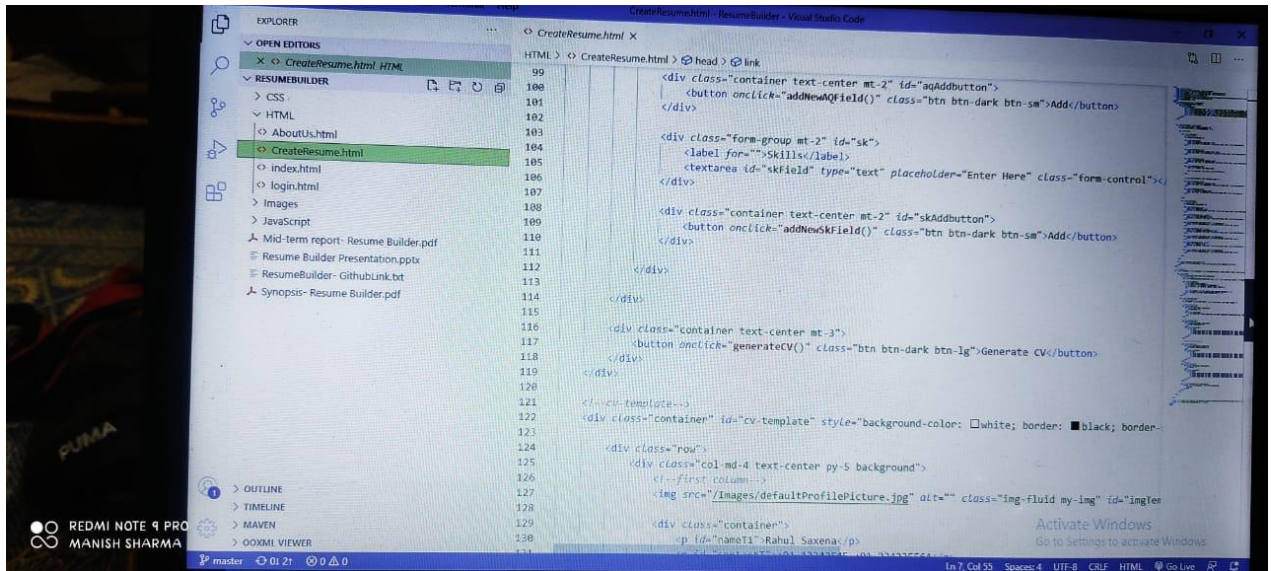 CreateResume.html - ResumeBuilder - Visual Studio Code
EXPLORER
OPEN EDITORS
CreateResume.html HTML
RESUMEBUILDER
CSS
HTML
AboutUs.html
CreateResume.html
index.html
login.html
Images
JavaScript
Mid-term report- Resume Builder.pdf
Resume Builder Presentation.pptx
ResumeBuilder- GithubLink.txt
Synopsis- Resume Builder.pdf
OUTLINE
TIMELINE
MAVEN
OOXML VIEWER
CreateResume.html
HTML > CreateResume.html > head > link
99 <div class="container text-center mt-2" id="aqAddbutton">
100 <button onclick="addNewAQField()" class="btn btn-dark btn-sm">Add</button>
101 </div>
102
103 <div class="form-group mt-2" id="sk">
104 <label for="">Skills</label>
105 <textarea id="skField" type="text" placeholder="Enter Here" class="form-control"></
106 </div>
107
108 <div class="container text-center mt-2" id="skAddbutton">
109 <button onclick="addNewSkField()" class="btn btn-dark btn-sm">Add</button>
110 </div>
111
112 </div>
113
114 </div>
115
116 <div class="container text-center mt-3">
117 <button onclick="generateCV()" class="btn btn-dark btn-lg">Generate CV</button>
118 </div>
119 </div>
120
121 <!--cv-template-->
122 <div class="container" id="cv-template" style="background-color: white; border: black; border-
123
124 <div class="row">
125 <div class="col-md-4 text-center py-5 background">
126 <!--first column-->
127 <img src="/Images/defaultProfilePicture.jpg" alt="" class="img-fluid my-img" id="imgTem
128
129 <div class="container">
130 <p id="nameT1">Rahul Saxena</p>
Activate Windows
Go to Settings to activate Windows.
master 0↓ 2↑ 0 0
Ln 7, Col 55 Spaces: 4 UTF-8 CRLF HTML Go Live
PUMA
REDMI NOTE 9 PRO
MANISH SHARMA